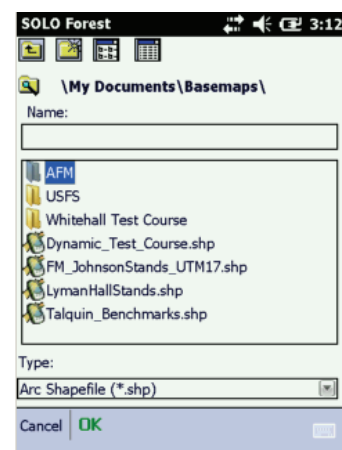 SOLO Forest 3:12
\My Documents\Basemaps\
Name:
AFM
USFS
Whitehall Test Course
Dynamic_Test_Course.shp
FM_JohnsonStands_UTM17.shp
LymanHallStands.shp
Talquin_Benchmarks.shp
Type:
Arc Shapefile (*.shp)
Cancel OK